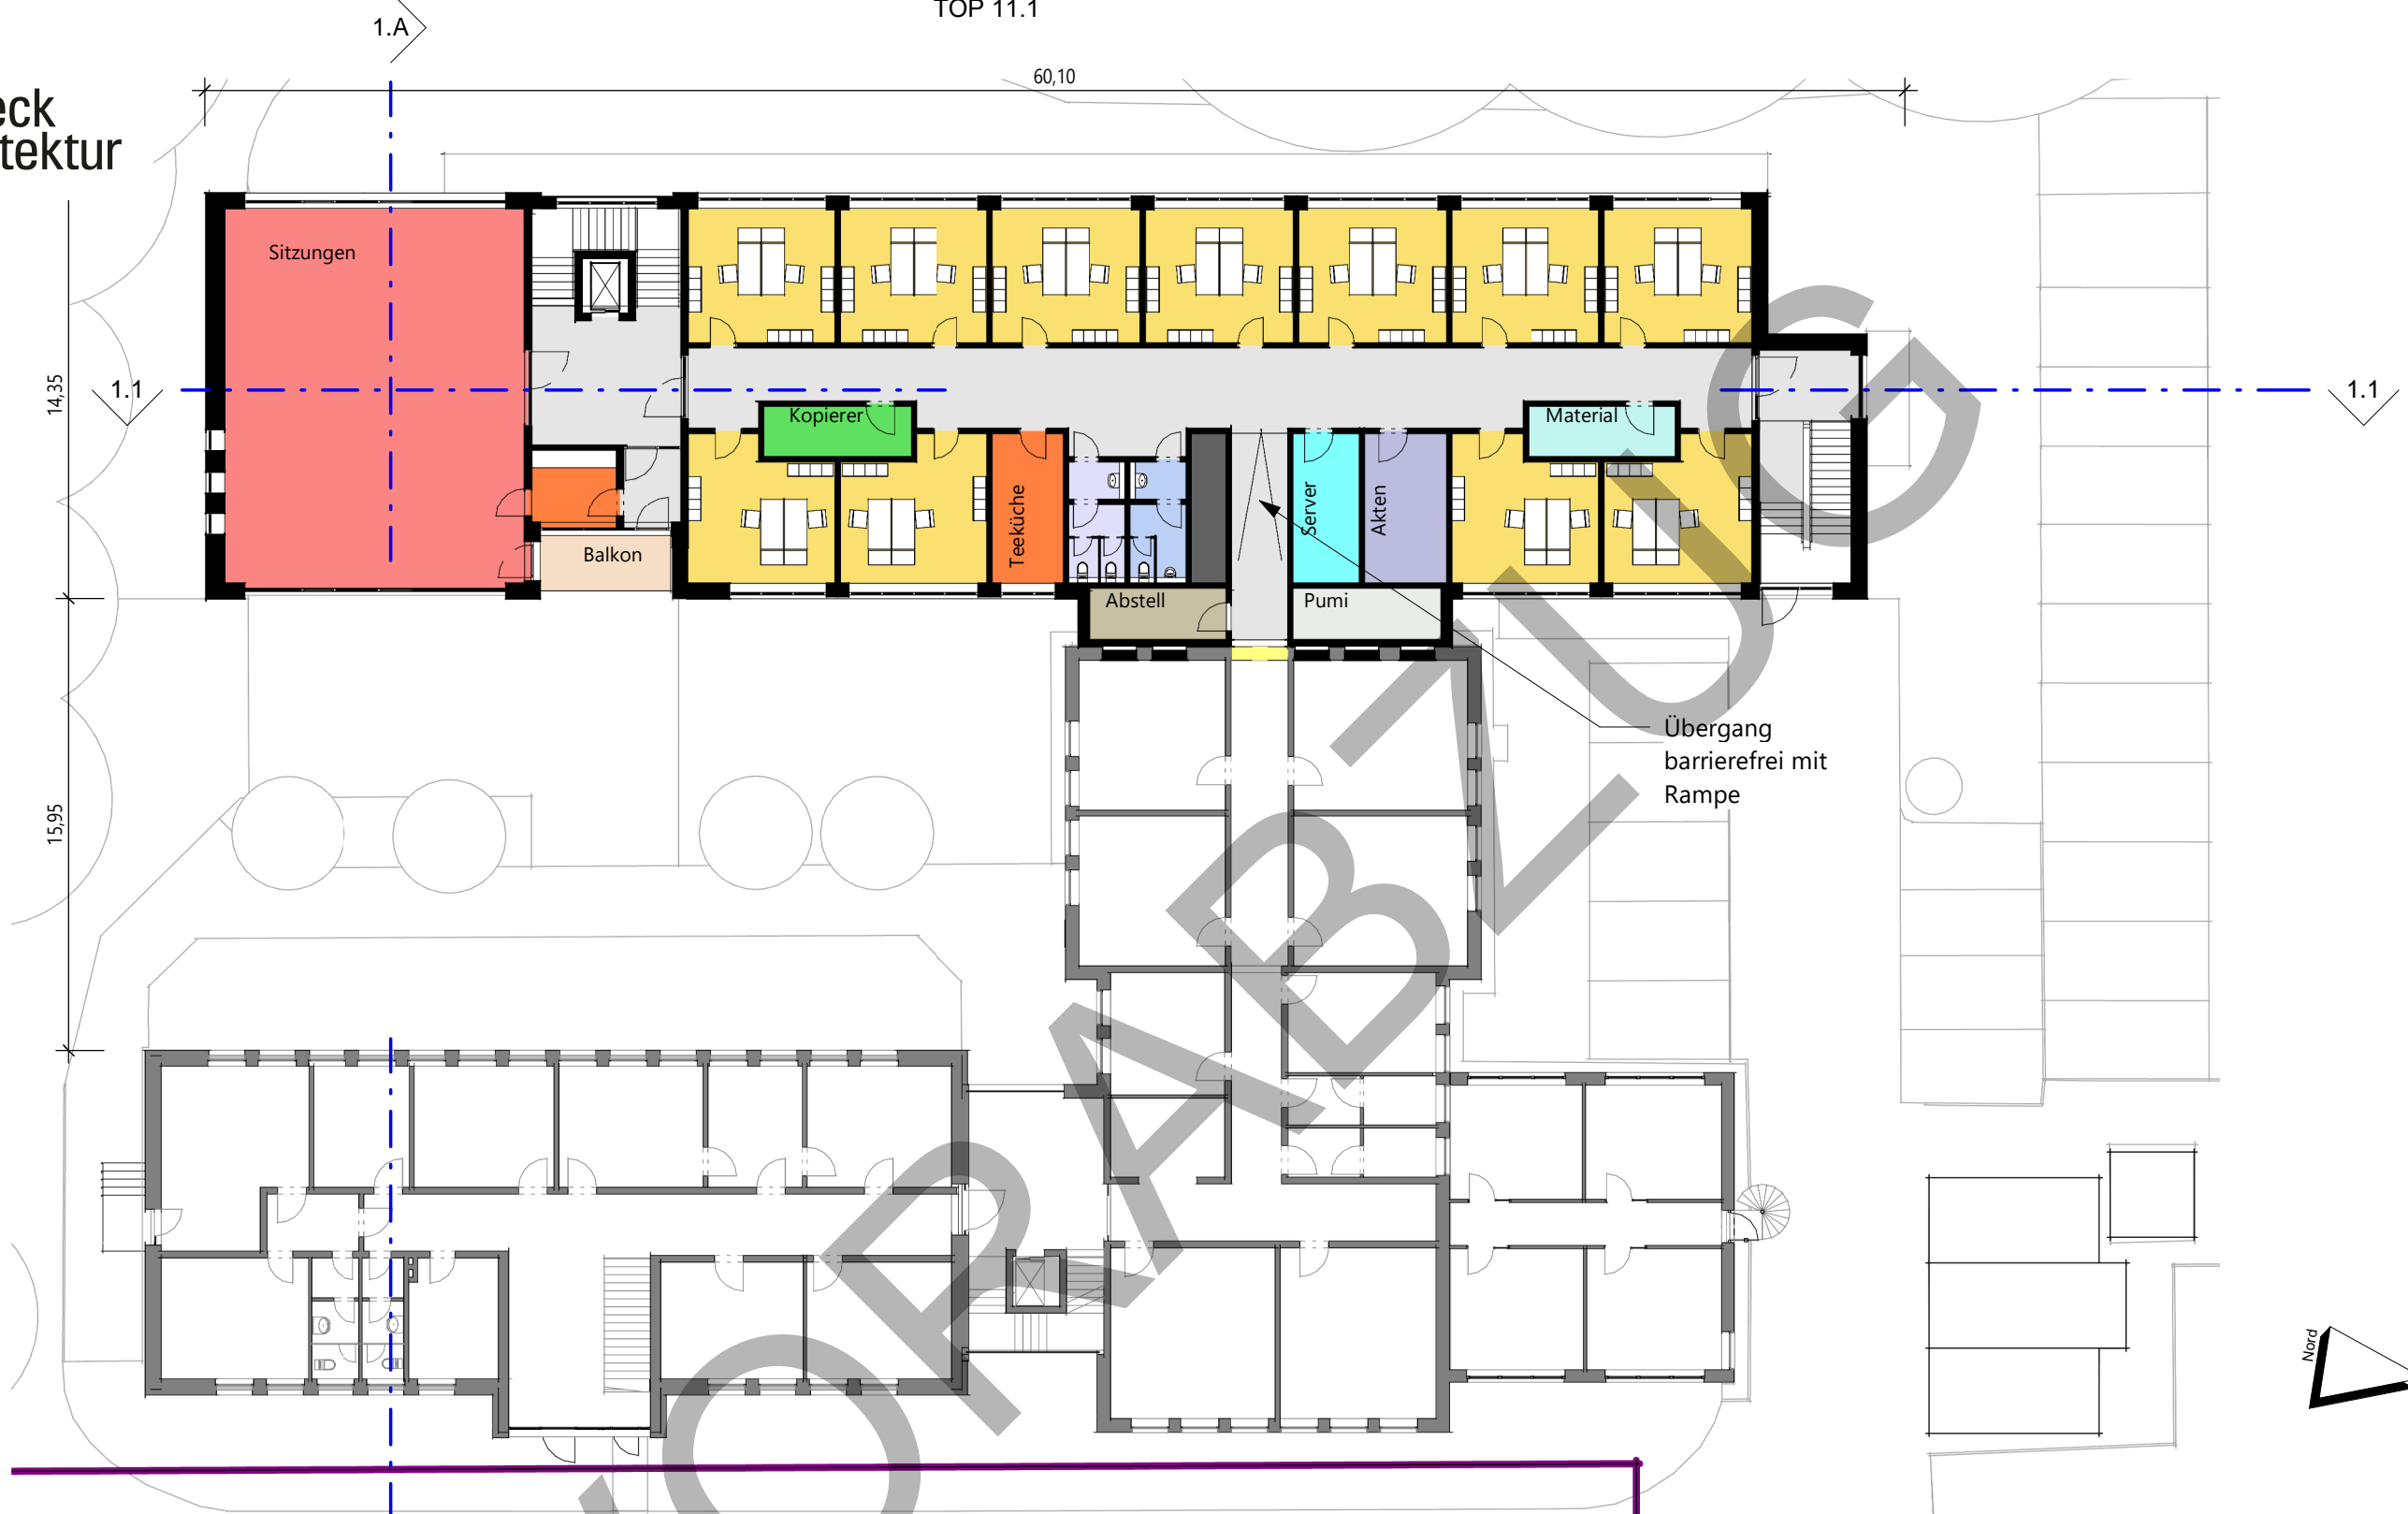 TOP 11.1
1.A
60,10
eck
tektur
Sitzungen
14,35
1.1
1.1
Kopierer
Material
Teeküche
Server
Akten
Balkon
Abstell
Pumi
Übergang
barrierefrei mit
Rampe
15,95
ORABZUG
Nord